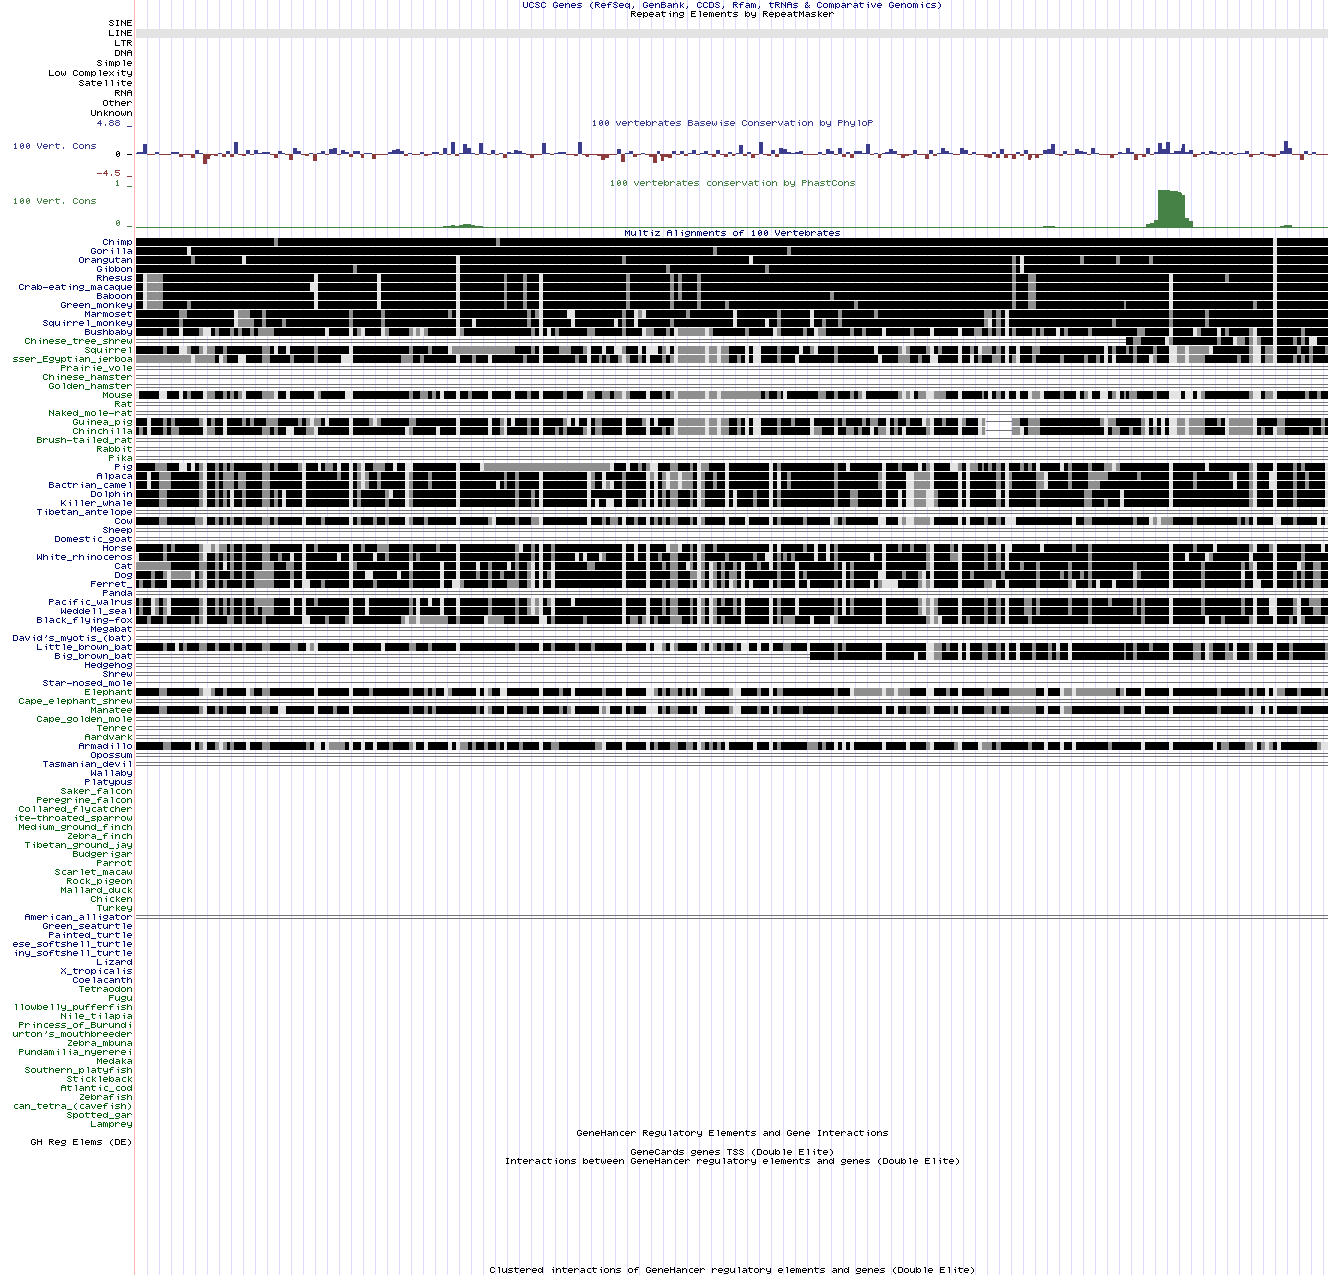 UCSC Genes (RefSeq, GenBank, CCDS, Rfam, tRNAs & Comparative Genomics)
Repeating Elements by RepeatMasker
SINE
LINE
LTR
DNA
Simple
Low Complexity
Satellite
RNA
Other
Unknown
4.88 _
100 vertebrates Basewise Conservation by PhyloP
100 Vert. Cons
0 -
-4.5 _
1 _
100 vertebrates conservation by PhastCons
100 Vert. Cons
0 _
Multiz Alignments of 100 Vertebrates
Chimp
Gorilla
Orangutan
Gibbon
Rhesus
Crab-eating_macaque
Baboon
Green_monkey
Marmoset
Squirrel_monkey
Bushbaby
Chinese_tree_shrew
Squirrel
sser_Egyptian_jerboa
Prairie_vole
Chinese_hamster
Golden_hamster
Mouse
Rat
Naked_mole-rat
Guinea_pig
Chinchilla
Brush-tailed_rat
Rabbit
Pika
Pig
Alpaca
Bactrian_camel
Dolphin
Killer_whale
Tibetan_antelope
Cow
Sheep
Domestic_goat
Horse
White_rhinoceros
Cat
Dog
Ferret_
Panda
Pacific_walrus
Weddell_seal
Black_flying-fox
Megabat
David's_myotis_(bat)
Little_brown_bat
Big_brown_bat
Hedgehog
Shrew
Star-nosed_mole
Elephant
Cape_elephant_shrew
Manatee
Cape_golden_mole
Tenrec
Aardvark
Armadillo
Opossum
Tasmanian_devil
Wallaby
Platypus
Saker_falcon
Peregrine_falcon
Collared_flycatcher
ite-throated_sparrow
Medium_ground_finch
Zebra_finch
Tibetan_ground_jay
Budgerigar
Parrot
Scarlet_macaw
Rock_pigeon
Mallard_duck
Chicken
Turkey
American_alligator
Green_seaturtle
Painted_turtle
ese_softshell_turtle
iny_softshell_turtle
Lizard
X_tropicalis
Coelacanth
Tetraodon
Fugu
llowbelly_pufferfish
Nile_tilapia
Princess_of_Burundi
urton's_mouthbreeder
Zebra_mbuna
Pundamilia_nyererei
Medaka
Southern_platyfish
Stickleback
Atlantic_cod
Zebrafish
can_tetra_(cavefish)
Spotted_gar
Lamprey
GeneHancer Regulatory Elements and Gene Interactions
GH Reg Elems (DE)
GeneCards genes TSS (Double Elite)
Interactions between GeneHancer regulatory elements and genes (Double Elite)
Clustered interactions of GeneHancer regulatory elements and genes (Double Elite)